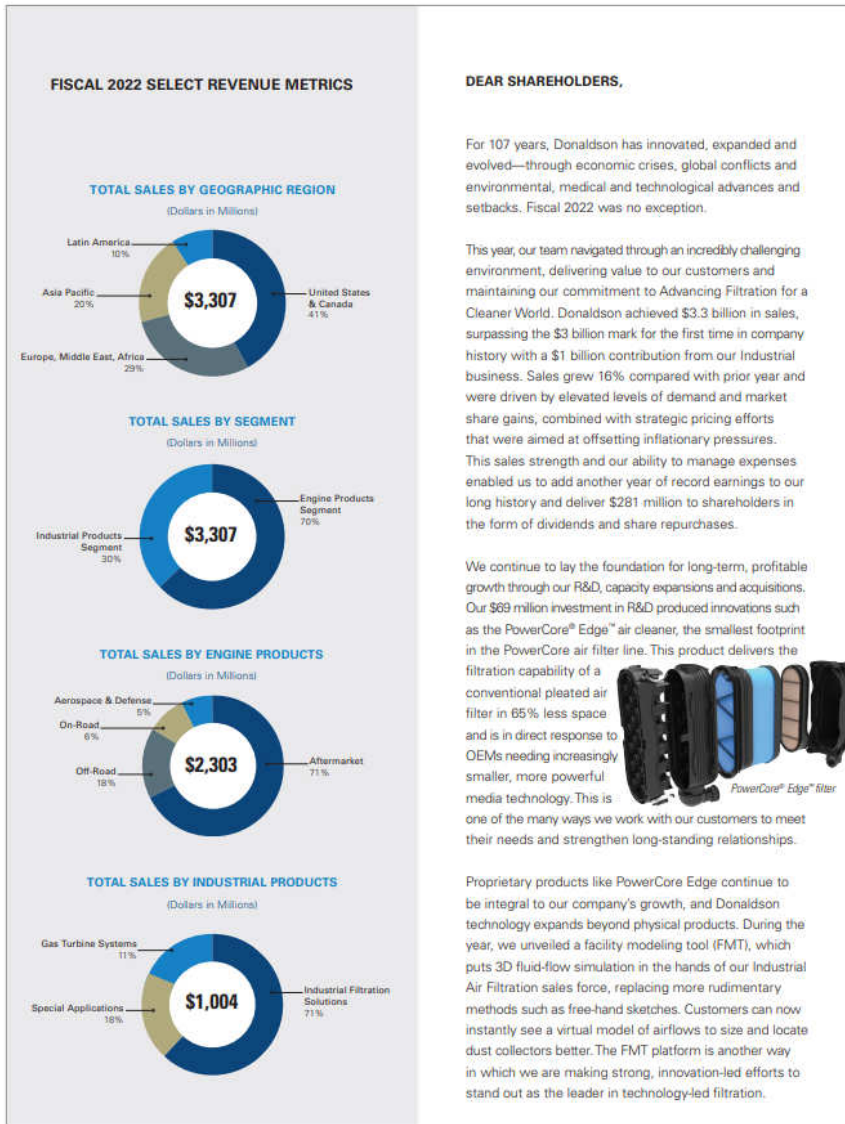 FISCAL 2022 SELECT REVENUE METRICS
TOTAL SALES BY GEOGRAPHIC REGION
(Dollars in Millions)
Latin America
10%
Asia Pacific
20%
$3,307
United States
& Canada
41%
Europe, Middle East, Africa
29%
TOTAL SALES BY SEGMENT
(Dollars in Millions)
Engine Products
Segment
70%
$3,307
Industrial Products
Segment
30%
TOTAL SALES BY ENGINE PRODUCTS
(Dollars in Millions)
Aerospace & Defense
5%
On-Road
6%
$2,303
Aftermarket
71%
Off-Road
18%
TOTAL SALES BY INDUSTRIAL PRODUCTS
(Dollars in Millions)
Gas Turbine Systems
11%
$1,004
Industrial Filtration
Solutions
71%
Special Applications
18%
DEAR SHAREHOLDERS,
For 107 years, Donaldson has innovated, expanded and
evolved—through economic crises, global conflicts and
environmental, medical and technological advances and
setbacks. Fiscal 2022 was no exception.
This year, our team navigated through an incredibly challenging
environment, delivering value to our customers and
maintaining our commitment to Advancing Filtration for a
Cleaner World. Donaldson achieved $3.3 billion in sales,
surpassing the $3 billion mark for the first time in company
history with a $1 billion contribution from our Industrial
business. Sales grew 16% compared with prior year and
were driven by elevated levels of demand and market
share gains, combined with strategic pricing efforts
that were aimed at offsetting inflationary pressures.
This sales strength and our ability to manage expenses
enabled us to add another year of record earnings to our
long history and deliver $281 million to shareholders in
the form of dividends and share repurchases.
We continue to lay the foundation for long-term, profitable
growth through our R&D, capacity expansions and acquisitions.
Our $69 million investment in R&D produced innovations such
as the PowerCore® Edge™ air cleaner, the smallest footprint
in the PowerCore air filter line. This product delivers the
filtration capability of a
conventional pleated air
filter in 65% less space
and is in direct response to
OEMs needing increasingly
smaller, more powerful
media technology. This is
PowerCore® Edge™ filter
one of the many ways we work with our customers to meet
their needs and strengthen long-standing relationships.
Proprietary products like PowerCore Edge continue to
be integral to our company's growth, and Donaldson
technology expands beyond physical products. During the
year, we unveiled a facility modeling tool (FMT), which
puts 3D fluid-flow simulation in the hands of our Industrial
Air Filtration sales force, replacing more rudimentary
methods such as free-hand sketches. Customers can now
instantly see a virtual model of airflows to size and locate
dust collectors better. The FMT platform is another way
in which we are making strong, innovation-led efforts to
stand out as the leader in technology-led filtration.